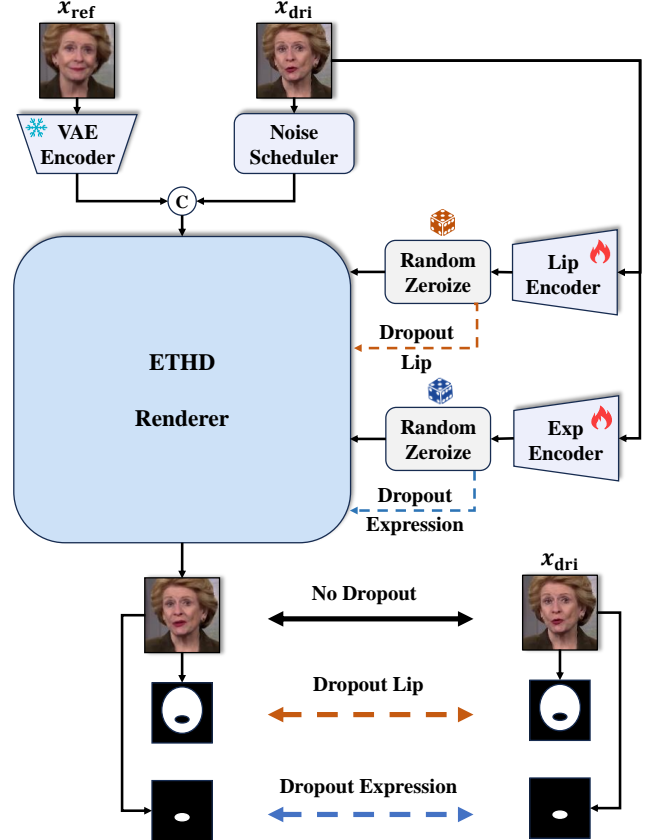 x_ref
x_dri
VAE
Encoder
Noise
Scheduler
C
Random
Zeroize
Lip
Encoder
Dropout
Lip
ETHD
Renderer
Random
Zeroize
Exp
Encoder
Dropout
Expression
x_dri
No Dropout
Dropout Lip
Dropout Expression